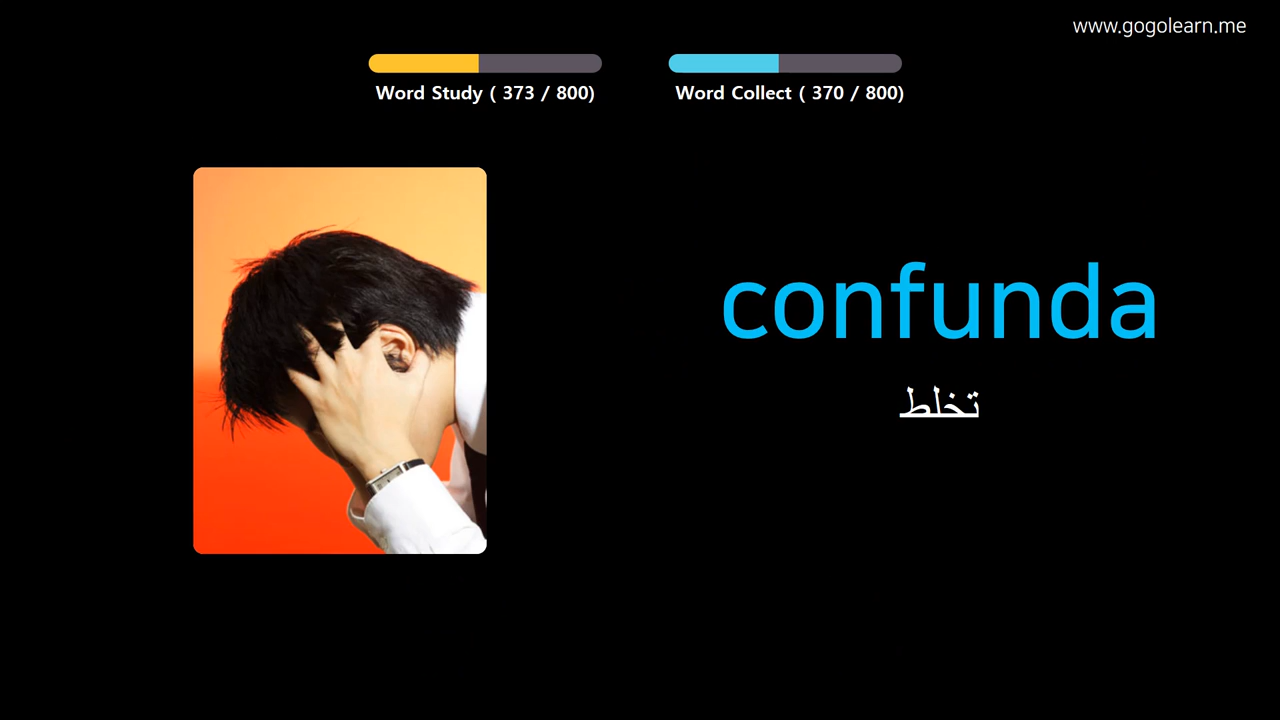 www.gogolearn.me
Word Study ( 373 / 800)
Word Collect ( 370 / 800)
confunda
تخلط